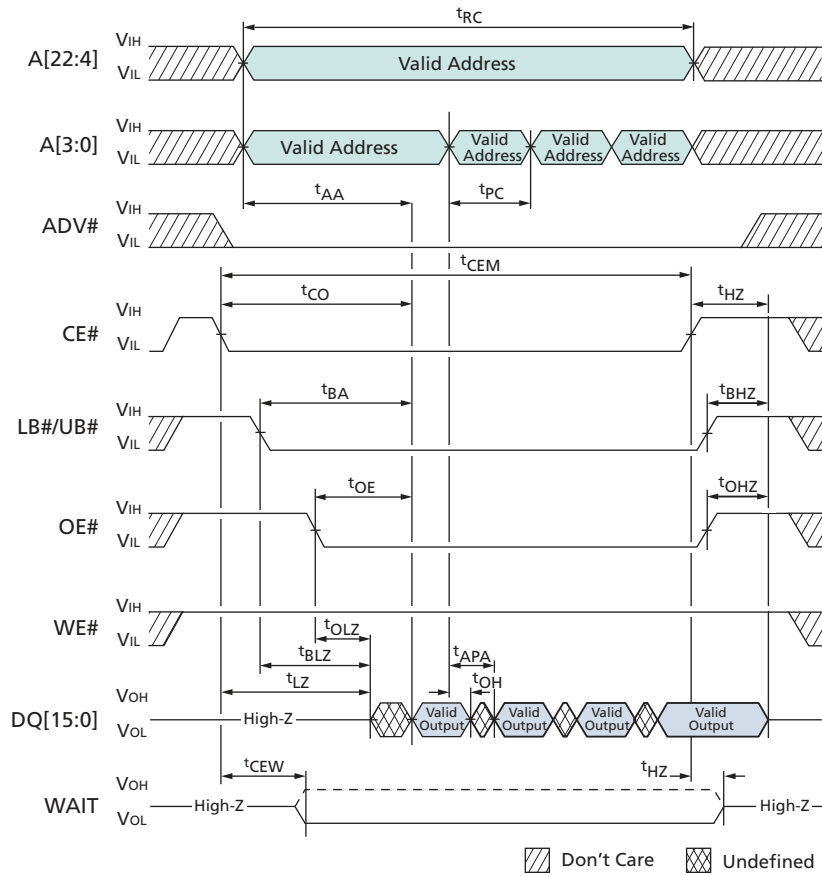 tRC
VIH
A[22:4]
VIL
Valid Address
VIH
A[3:0]
VIL
Valid Address
Valid
Address
Valid
Address
Valid
Address
tAA
tPC
VIH
ADV#
VIL
tCEM
tCO
tHZ
VIH
CE#
VIL
tBA
tBHZ
VIH
LB#/UB#
VIL
tOE
tOHZ
VIH
OE#
VIL
VIH
WE#
VIL
tOLZ
tBLZ
tAPA
tLZ
tOH
VOH
DQ[15:0]
VOL
High-Z
Valid
Output
Valid
Output
Valid
Output
Valid
Output
tCEW
tHZ
VOH
WAIT
VOL
High-Z
High-Z
Don't Care
Undefined